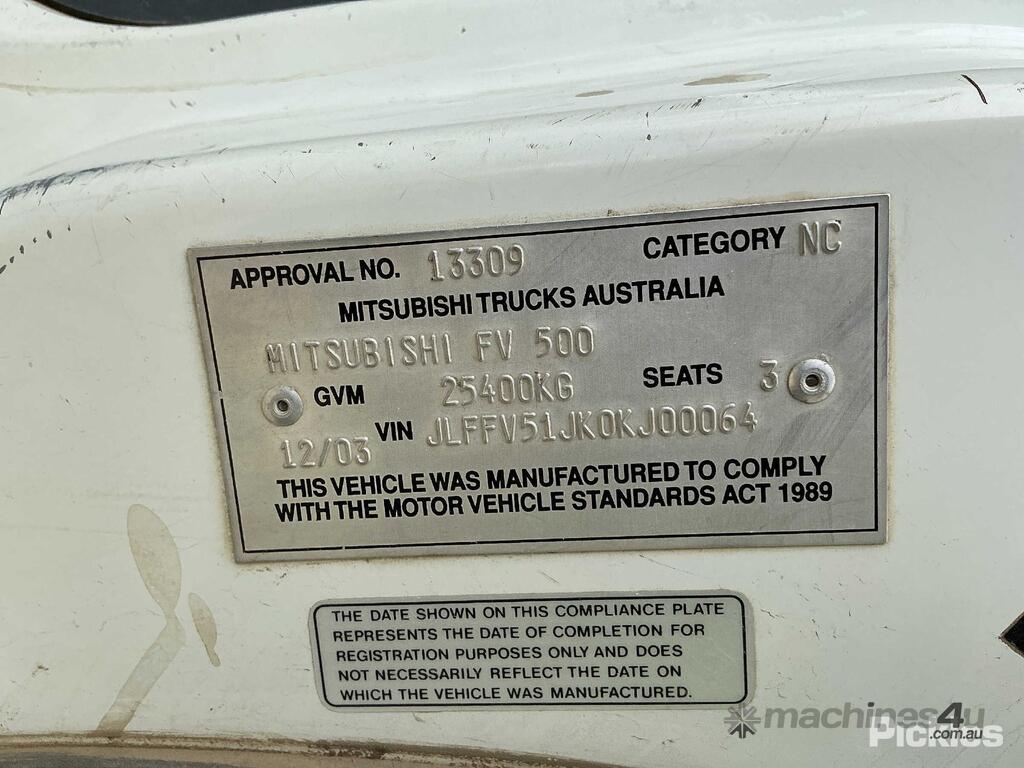 APPROVAL NO. 13309 CATEGORY NC
MITSUBISHI TRUCKS AUSTRALIA
MITSUBISHI FV 500
GVM 25400KG SEATS 3
12/03 VIN JLFFV51JK0KJ00064
THIS VEHICLE WAS MANUFACTURED TO COMPLY
WITH THE MOTOR VEHICLE STANDARDS ACT 1989
THE DATE SHOWN ON THIS COMPLIANCE PLATE
REPRESENTS THE DATE OF COMPLETION FOR
REGISTRATION PURPOSES ONLY AND DOES
NOT NECESSARILY REFLECT THE DATE ON
WHICH THE VEHICLE WAS MANUFACTURED.
machines4u
.com.au
Pickles